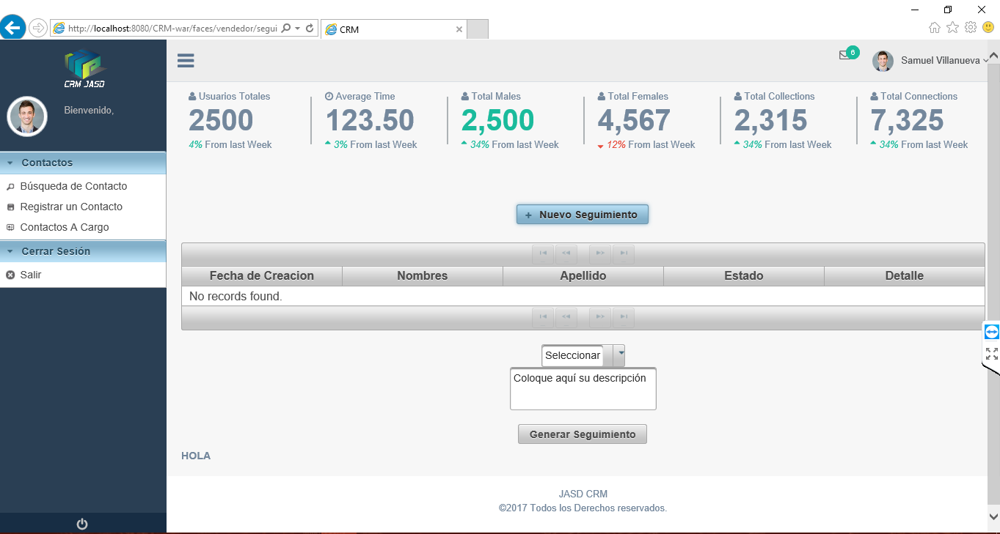 http://localhost:8080/CRM-war/faces/vendedor/segui
CRM
CRM JASD
Bienvenido,
6
Samuel Villanueva
Usuarios Totales
2500
4% From last Week
Average Time
123.50
3% From last Week
Total Males
2,500
34% From last Week
Total Females
4,567
12% From last Week
Total Collections
2,315
34% From last Week
Total Connections
7,325
34% From last Week
Contactos
Búsqueda de Contacto
Registrar un Contacto
Contactos A Cargo
Cerrar Sesión
Salir
+ Nuevo Seguimiento
Fecha de Creacion Nombres Apellido Estado Detalle
No records found.
Seleccionar
Coloque aquí su descripción
Generar Seguimiento
HOLA
JASD CRM
©2017 Todos los Derechos reservados.